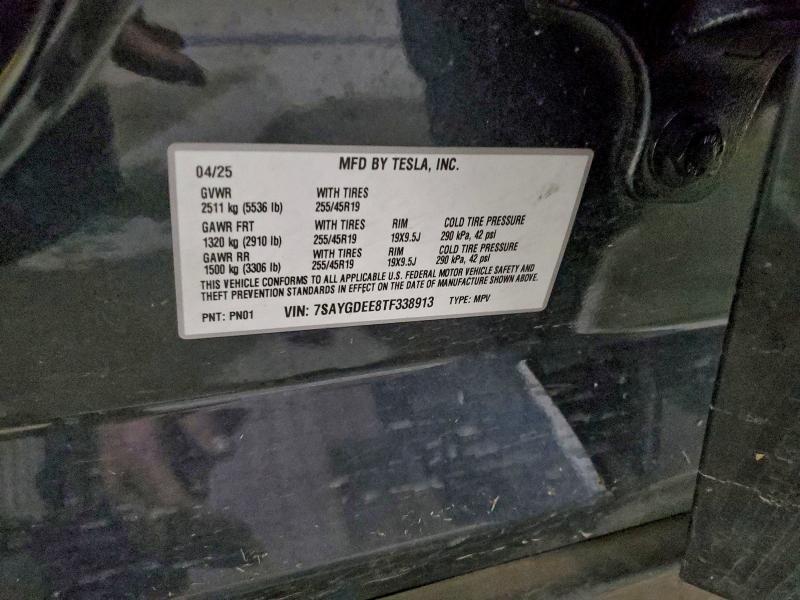 04/25 MFD BY TESLA, INC.
GVWR WITH TIRES
2511 kg (5536 lb) 255/45R19
GAWR FRT WITH TIRES RIM COLD TIRE PRESSURE
1320 kg (2910 lb) 255/45R19 19X9.5J 290 kPa, 42 psi
GAWR RR WITH TIRES RIM COLD TIRE PRESSURE
1500 kg (3306 lb) 255/45R19 19X9.5J 290 kPa, 42 psi
THIS VEHICLE CONFORMS TO ALL APPLICABLE U.S. FEDERAL MOTOR VEHICLE SAFETY AND
THEFT PREVENTION STANDARDS IN EFFECT ON THE DATE OF MANUFACTURE SHOWN ABOVE.
PNT: PN01 VIN: 7SAYGDEE8TF338913 TYPE: MPV